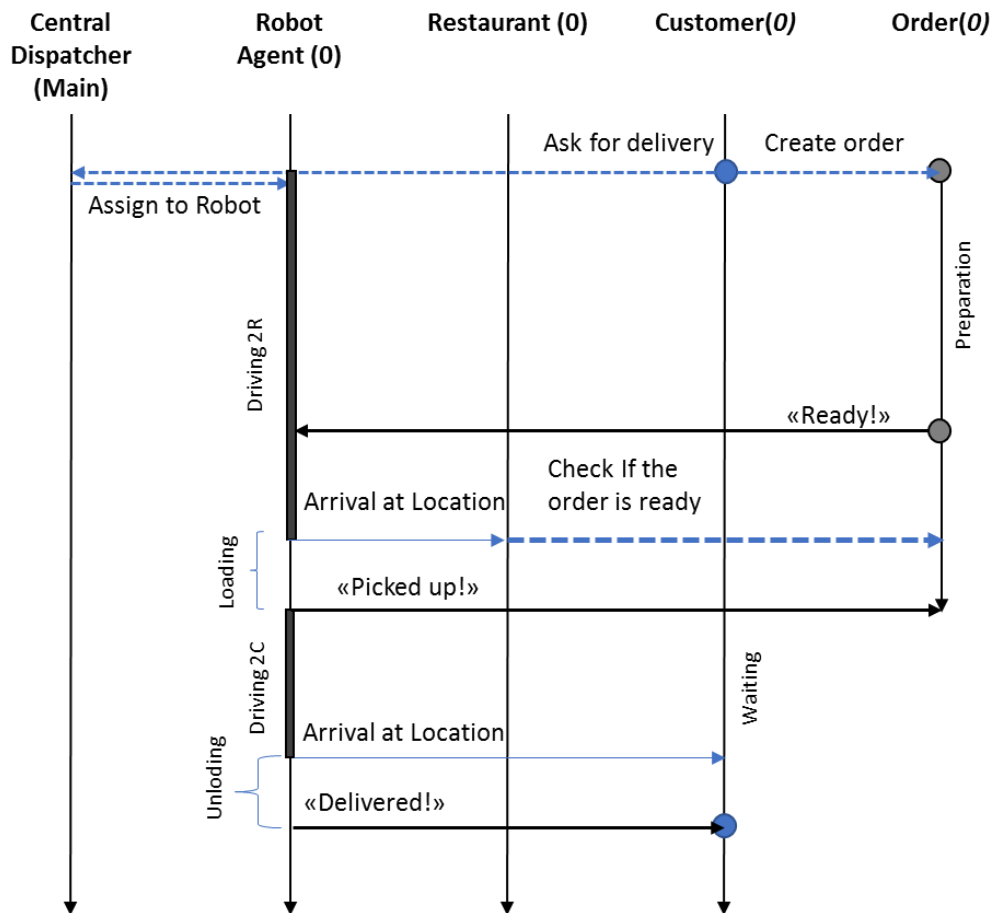 Central
Dispatcher
(Main)
Robot
Agent (0)
Restaurant (0)
Customer(0)
Order(0)
Ask for delivery
Create order
Assign to Robot
Preparation
Driving 2R
«Ready!»
Check If the
order is ready
Arrival at Location
Loading
«Picked up!»
Driving 2C
Waiting
Arrival at Location
Unloding
«Delivered!»